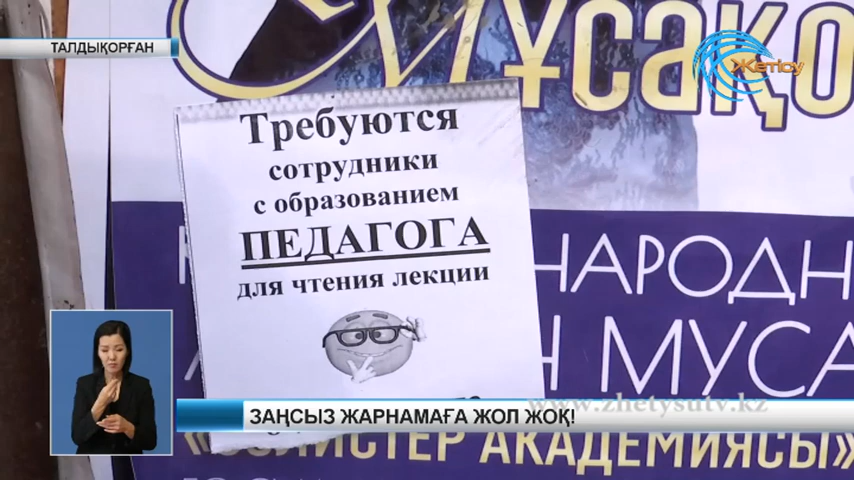 ТАЛДЫҚОРҒАН
Жетісу
Мұсақо
Требуются
сотрудники
с образованием
ПЕДАГОГА
для чтения лекции
НАРОДН
Н МУСА
www.zhetysutv.kz
ЗАҢСЫЗ ЖАРНАМАҒА ЖОЛ ЖОҚ!
АКАДЕМИЯСЫ»